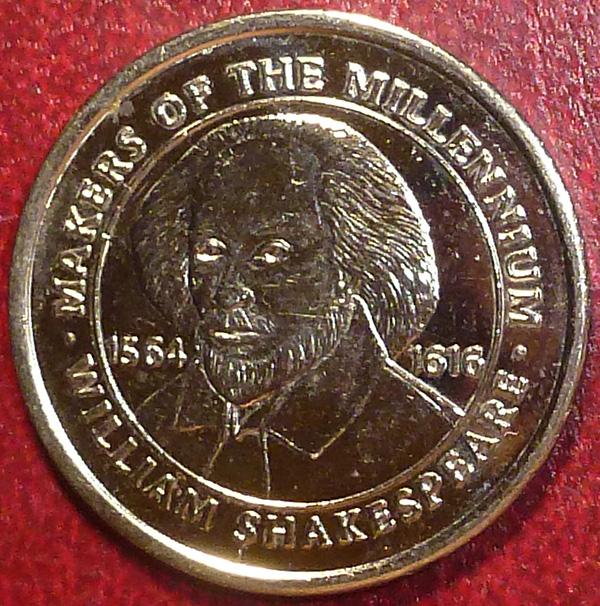 MAKERS OF THE MILLENNIUM
1564
1616
WILLIAM SHAKESPEARE